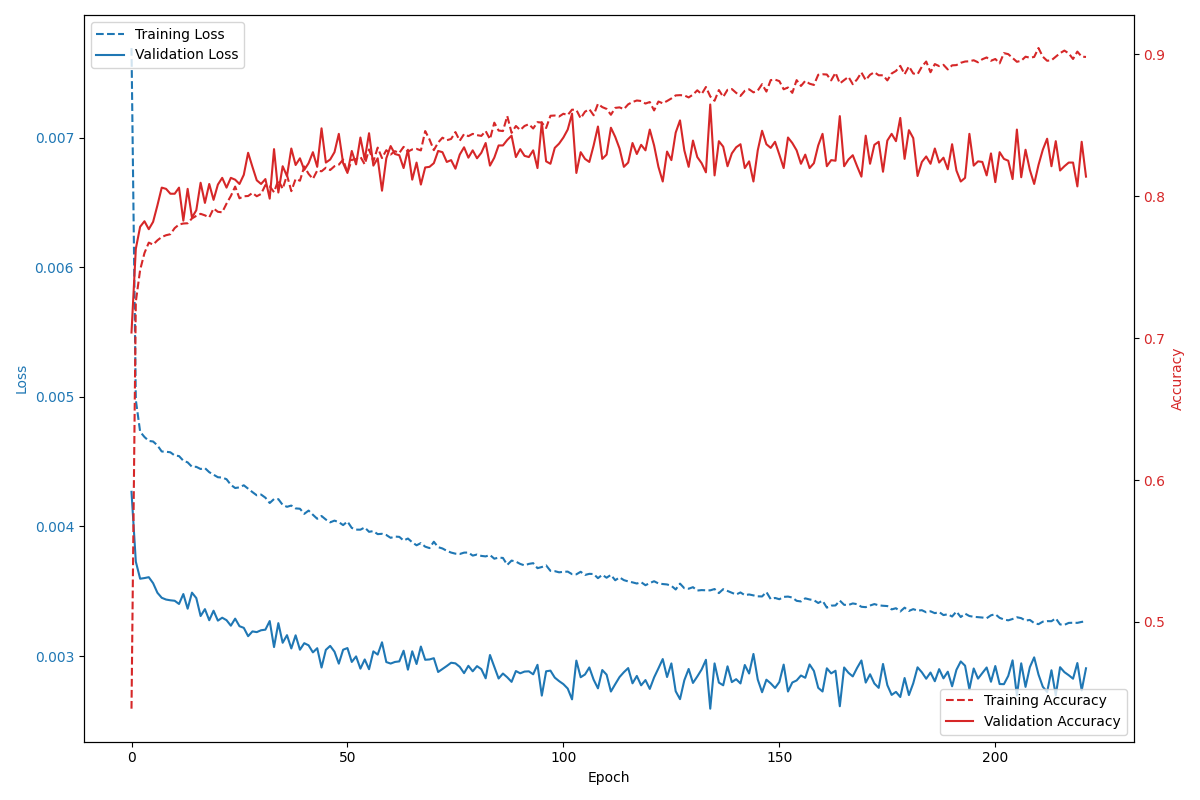 Training Loss
Validation Loss
0.007
0.006
0.005
0.004
0.003
Loss
0.9
0.8
0.7
0.6
0.5
Accuracy
Training Accuracy
Validation Accuracy
0 50 100 150 200
Epoch